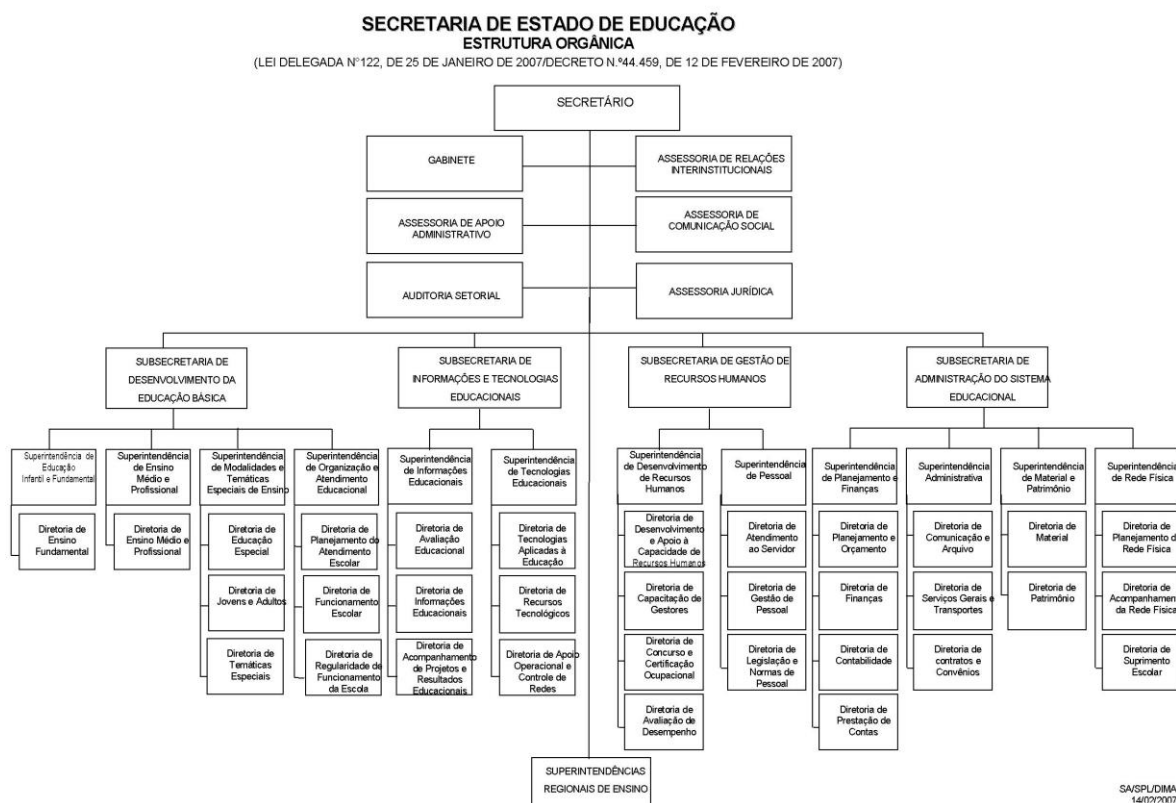 SECRETARIA DE ESTADO DE EDUCAÇÃO
ESTRUTURA ORGÂNICA
(LEI DELEGADA N°122, DE 25 DE JANEIRO DE 2007/DECRETO N.º44.459, DE 12 DE FEVEREIRO DE 2007)
SECRETÁRIO
GABINETE
ASSESSORIA DE RELAÇÕES
INTERINSTITUCIONAIS
ASSESSORIA DE APOIO
ADMINISTRATIVO
ASSESSORIA DE
COMUNICAÇÃO SOCIAL
AUDITORIA SETORIAL
ASSESSORIA JURÍDICA
SUBSECRETARIA DE
DESENVOLVIMENTO DA
EDUCAÇÃO BÁSICA
SUBSECRETARIA DE
INFORMAÇÕES E TECNOLOGIAS
EDUCACIONAIS
SUBSECRETARIA DE GESTÃO DE
RECURSOS HUMANOS
SUBSECRETARIA DE
ADMINISTRAÇÃO DO SISTEMA
EDUCACIONAL
Superintendência de
Educação
Infantil e Fundamental
Superintendência
de Ensino
Médio e
Profissional
Superintendência
de Modalidades e
Temáticas
Especiais de Ensino
Superintendência
de Organização e
Atendimento
Educacional
Superintendência
de Informações
Educacionais
Superintendência
de Tecnologias
Educacionais
Superintendência
de Desenvolvimento
de Recursos
Humanos
Superintendência
de Pessoal
Superintendência
de Planejamento e
Finanças
Superintendência
Administrativa
Superintendência
de Material e
Patrimônio
Superintendência
de Rede Física
Diretoria de
Ensino
Fundamental
Diretoria de
Ensino Médio e
Profissional
Diretoria de
Educação
Especial
Diretoria de
Planejamento do
Atendimento
Escolar
Diretoria de
Avaliação
Educacional
Diretoria de
Tecnologias
Aplicadas à
Educação
Diretoria de
Desenvolvimento
e Apoio à
Capacidade de
Recursos Humanos
Diretoria de
Atendimento
ao Servidor
Diretoria de
Planejamento e
Orçamento
Diretoria de
Comunicação e
Arquivo
Diretoria de
Material
Diretoria de
Planejamento da
Rede Física
Diretoria de
Jovens e Adultos
Diretoria de
Funcionamento
Escolar
Diretoria de
Informações
Educacionais
Diretoria de
Recursos
Tecnológicos
Diretoria de
Capacitação de
Gestores
Diretoria de
Gestão de
Pessoal
Diretoria de
Finanças
Diretoria de
Serviços Gerais e
Transportes
Diretoria de
Patrimônio
Diretoria de
da Rede Física
Diretoria de
Temáticas
Especiais
Diretoria de
Regularidade de
Funcionamento
da Escola
Diretoria de
Acompanhamento
de Projetos e
Resultados
Educacionais
Diretoria de Apoio
Operacional e
Controle de
Redes
Diretoria de
Concurso e
Certificação
Ocupacional
Diretoria de
Legislação e
Normas de
Pessoal
Diretoria de
Contabilidade
Diretoria de
contratos e
Convênios
Diretoria de
Suprimento
Escolar
Diretoria de
Avaliação de
Desempenho
Diretoria de
Prestação de
Contas
SUPERINTENDÊNCIAS
REGIONAIS DE ENSINO
14/02/2007